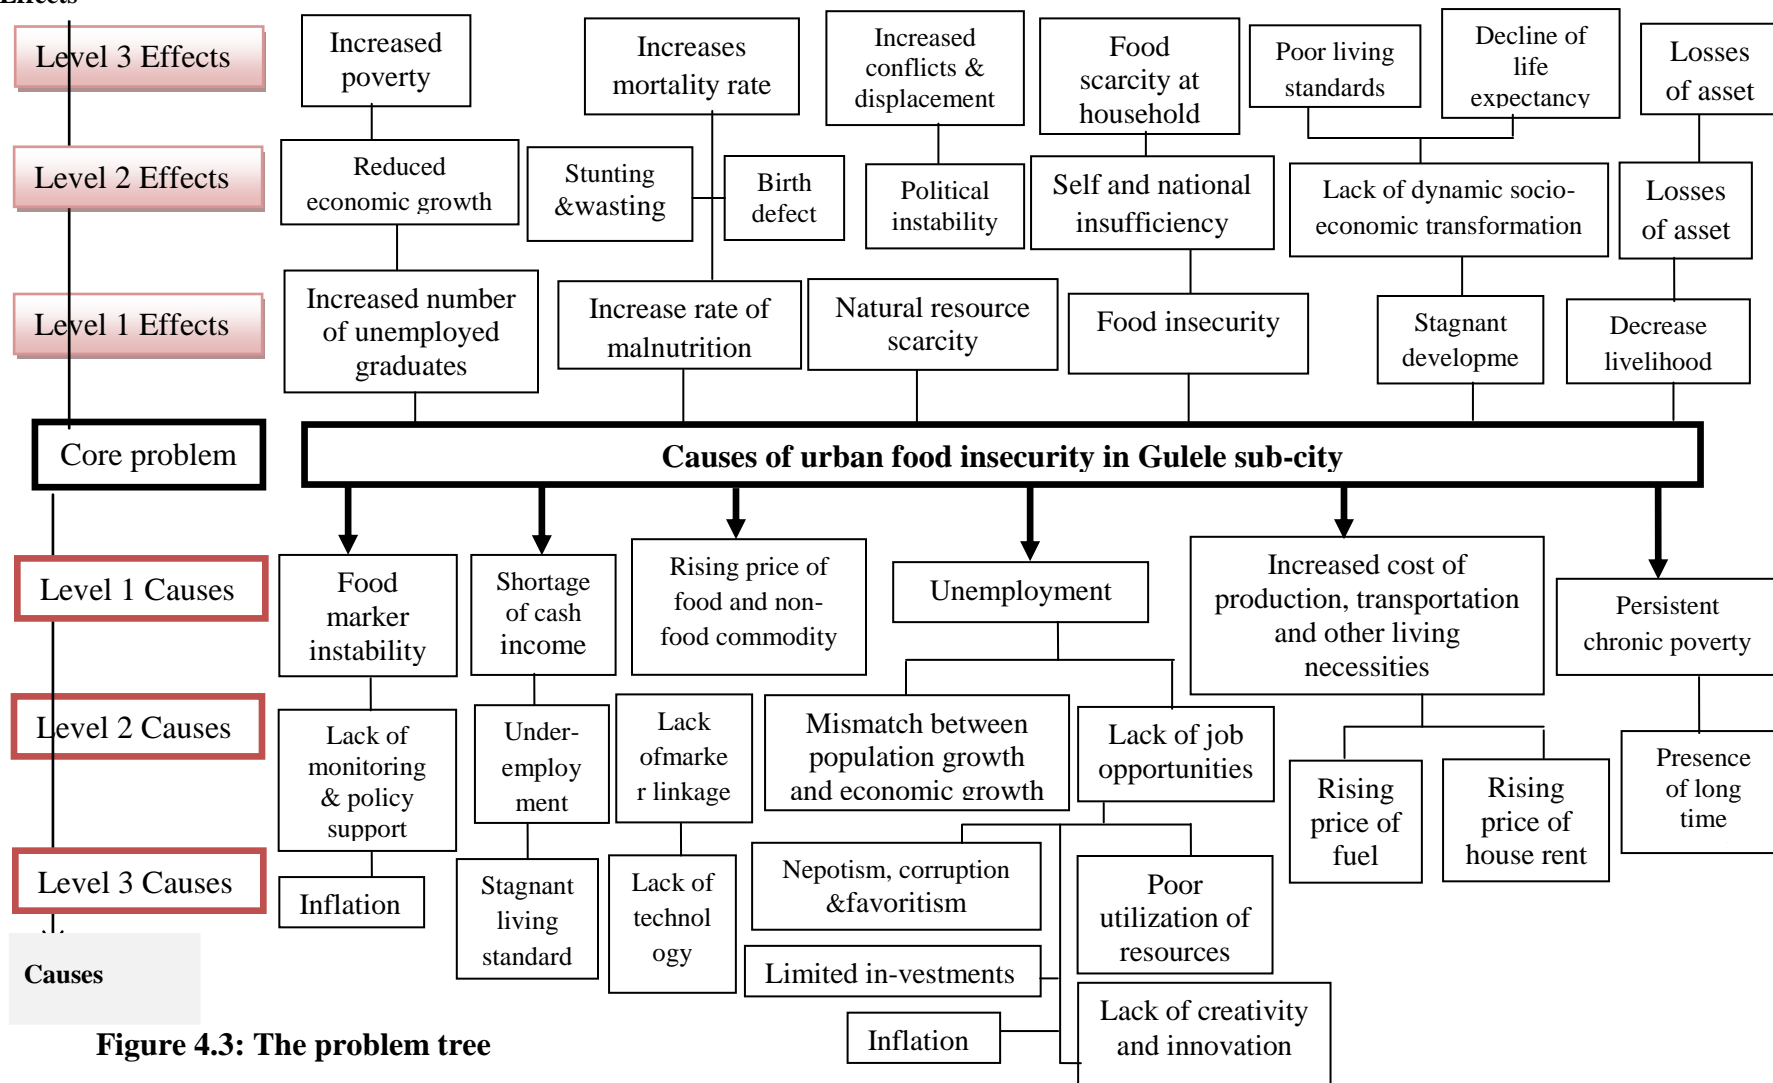 Effects
Level 3 Effects
Increased
poverty
Increases
mortality rate
Increased
conflicts &
displacement
Food
scarcity at
household
Poor living
standards
Decline of
life
expectancy
Losses
of asset
Level 2 Effects
Reduced
economic growth
Stunting
&wasting
Birth
defect
Political
instability
Self and national
insufficiency
Lack of dynamic socio-
economic transformation
Losses
of asset
Level 1 Effects
Increased number
of unemployed
graduates
Increase rate of
malnutrition
Natural resource
scarcity
Food insecurity
Stagnant
developme
Decrease
livelihood
Core problem
Causes of urban food insecurity in Gulele sub-city
Level 1 Causes
Food
marker
instability
Shortage
of cash
income
Rising price of
food and non-
food commodity
Unemployment
Increased cost of
production, transportation
and other living
necessities
Persistent
chronic poverty
Level 2 Causes
Lack of
monitoring
& policy
support
Under-
employ
ment
Lack
ofmarke
r linkage
Mismatch between
population growth
and economic growth
Lack of job
opportunities
Rising
price of
fuel
Rising
price of
house rent
Presence
of long
time
Level 3 Causes
Inflation
Stagnant
living
standard
Lack of
technol
ogy
Nepotism, corruption
&favoritism
Poor
utilization of
resources
Limited in-vestments
Inflation
Lack of creativity
and innovation
Causes
Figure 4.3: The problem tree